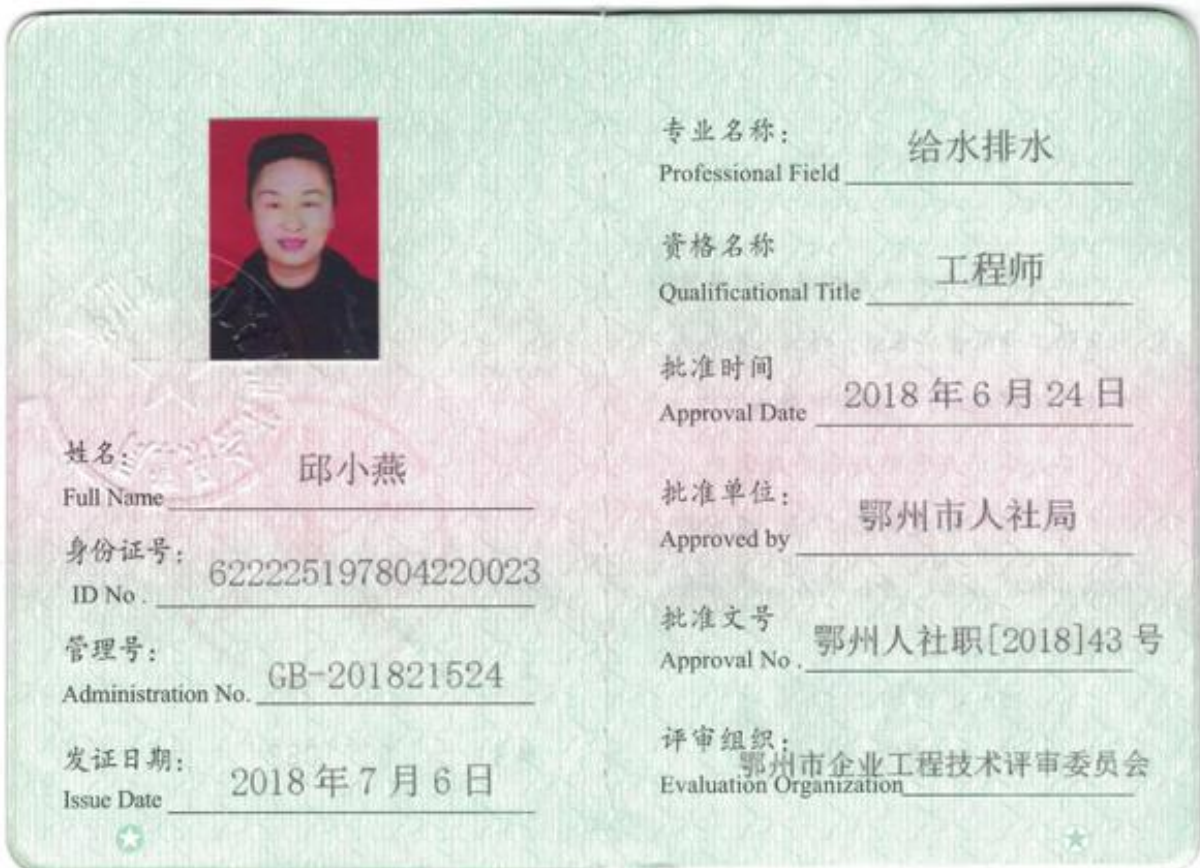 姓名:
邱小燕
Full Name
身份证号:
622225197804220023
ID No .
管理号:
GB-201821524
Administration No.
发证日期:
2018年7月6日
Issue Date
专业名称:
给水排水
Professional Field
资格名称
工程师
Qualificational Title
批准时间
2018年6月24日
Approval Date
批准单位:
鄂州市人社局
Approved by
批准文号
鄂州人社职[2018]43号
Approval No .
评审组织:
鄂州市企业工程技术评审委员会
Evaluation Organization